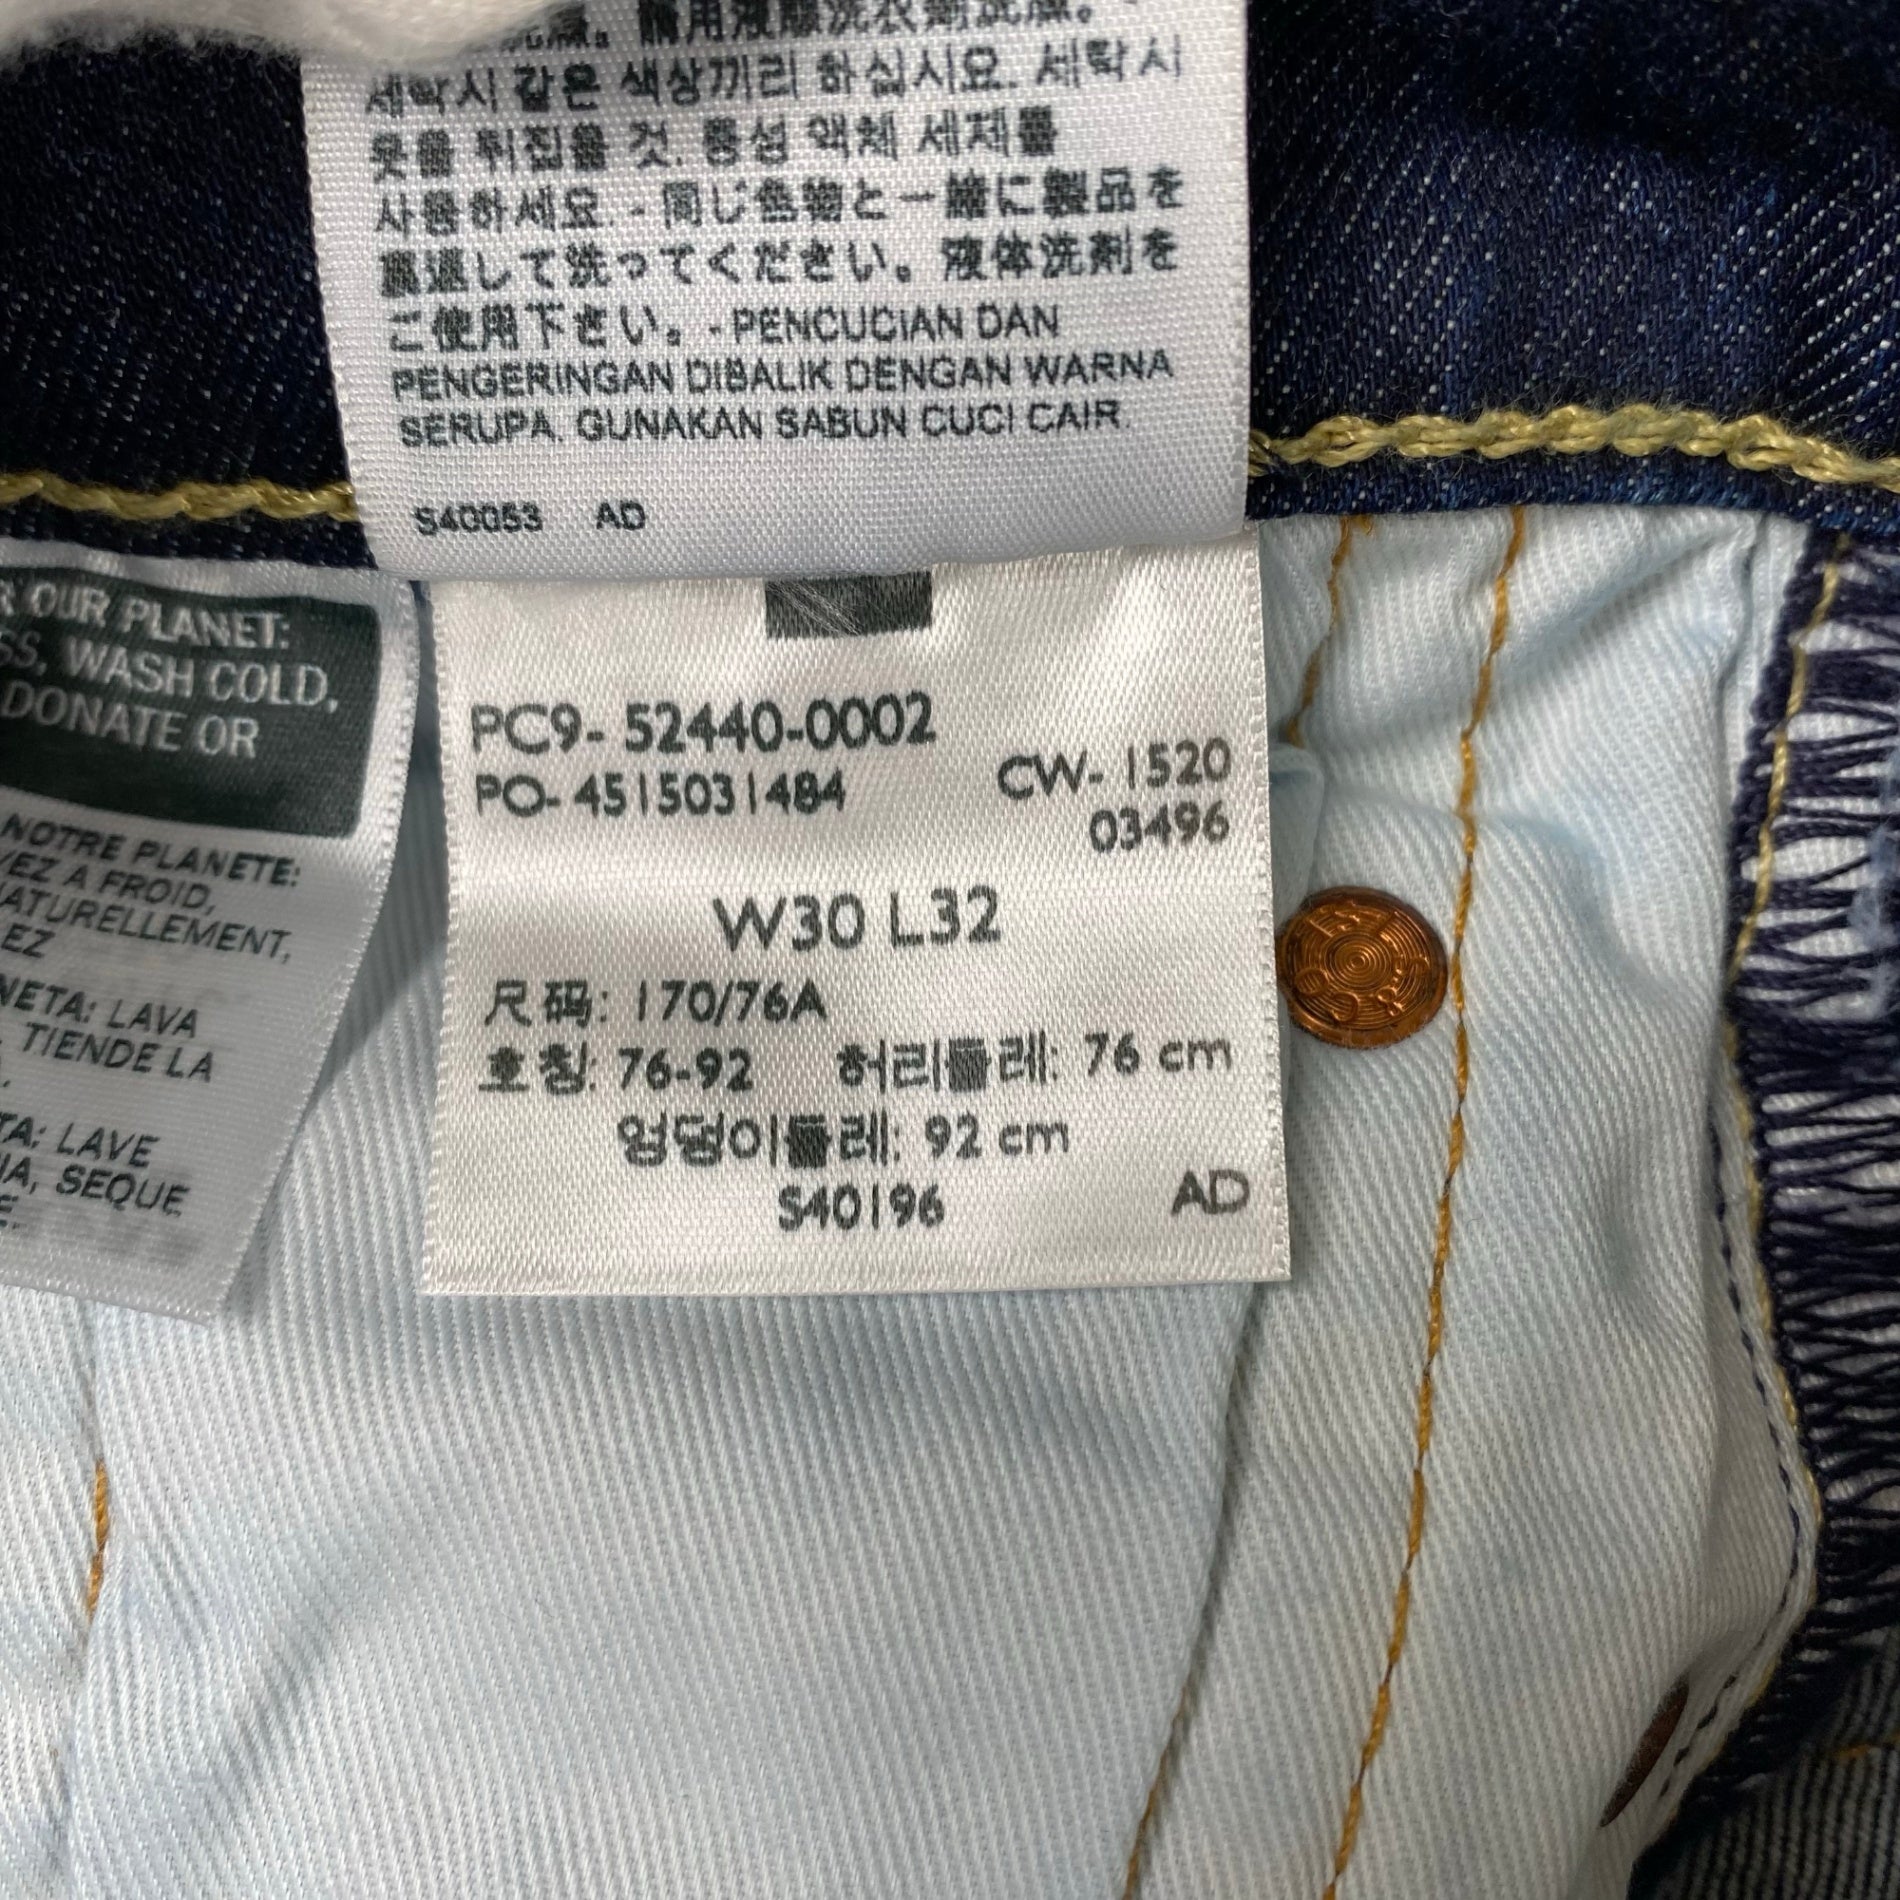 用液 洗衣 洗
세탁시 같은 색상끼리 하십시요. 세탁시
옷을 뒤집을 것. 중성 액체 세제를
사용하세요. - 同じ色物と一緒に製品を
裏返して洗ってください。液体洗剤を
ご使用下さい。- PENCUCIAN DAN
PENGERINGAN DIBALIK DENGAN WARNA
SERUPA. GUNAKAN SABUN CUCI CAIR.
S40053 AD
R OUR PLANET:
SS, WASH COLD,
DONATE OR
NOTRE PLANETE:
VEZ A FROID,
NATURELLEMENT,
EZ
NETA: LAVA
TIENDE LA
TA: LAVE
IA, SEQUE
E.
PC9- 52440-0002
PO- 4515031484
CW- 1520
03496
W30 L32
尺码: 170/76A
호칭: 76-92 허리둘레: 76 cm
엉덩이둘레: 92 cm
S40196 AD